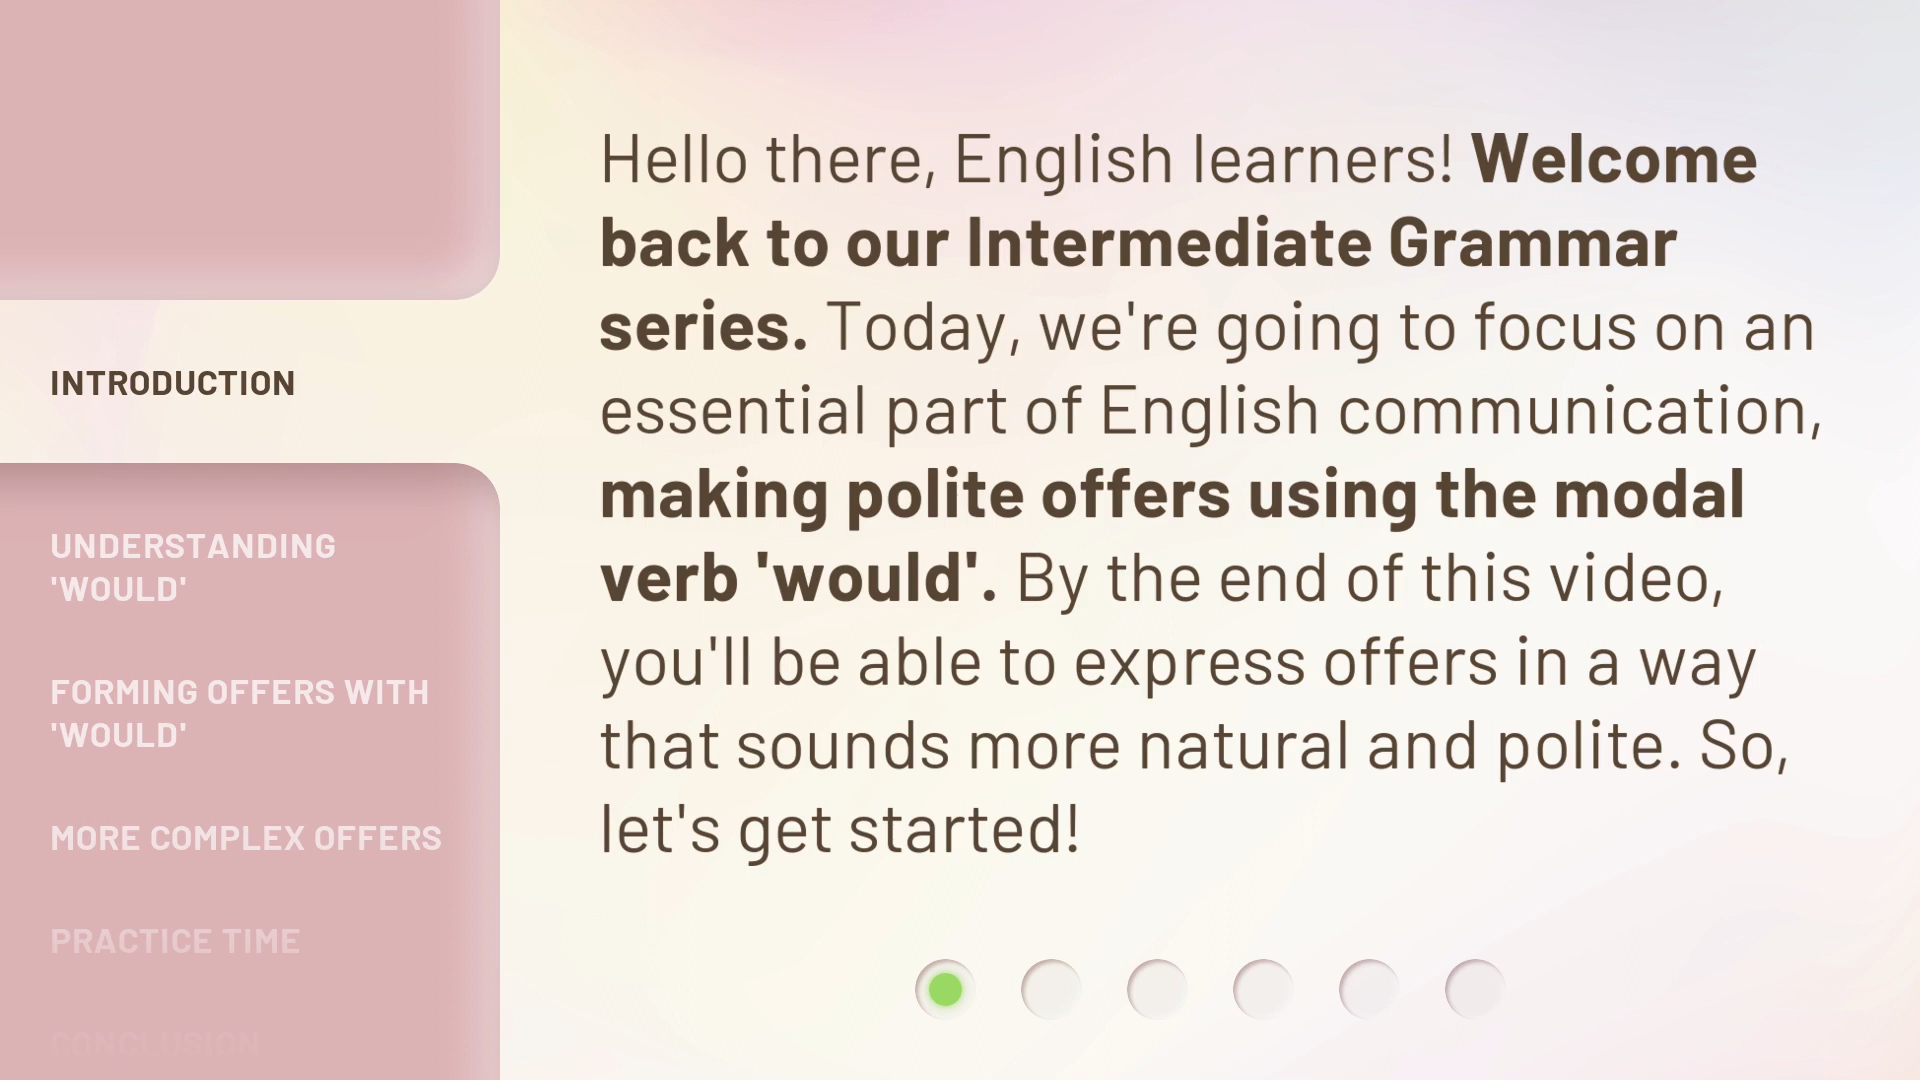 INTRODUCTION
UNDERSTANDING
'WOULD'
FORMING OFFERS WITH
'WOULD'
MORE COMPLEX OFFERS
PRACTICE TIME
CONCLUSION
Hello there, English learners! Welcome
back to our Intermediate Grammar
series. Today, we're going to focus on an
essential part of English communication,
making polite offers using the modal
verb 'would'. By the end of this video,
you'll be able to express offers in a way
that sounds more natural and polite. So,
let's get started!